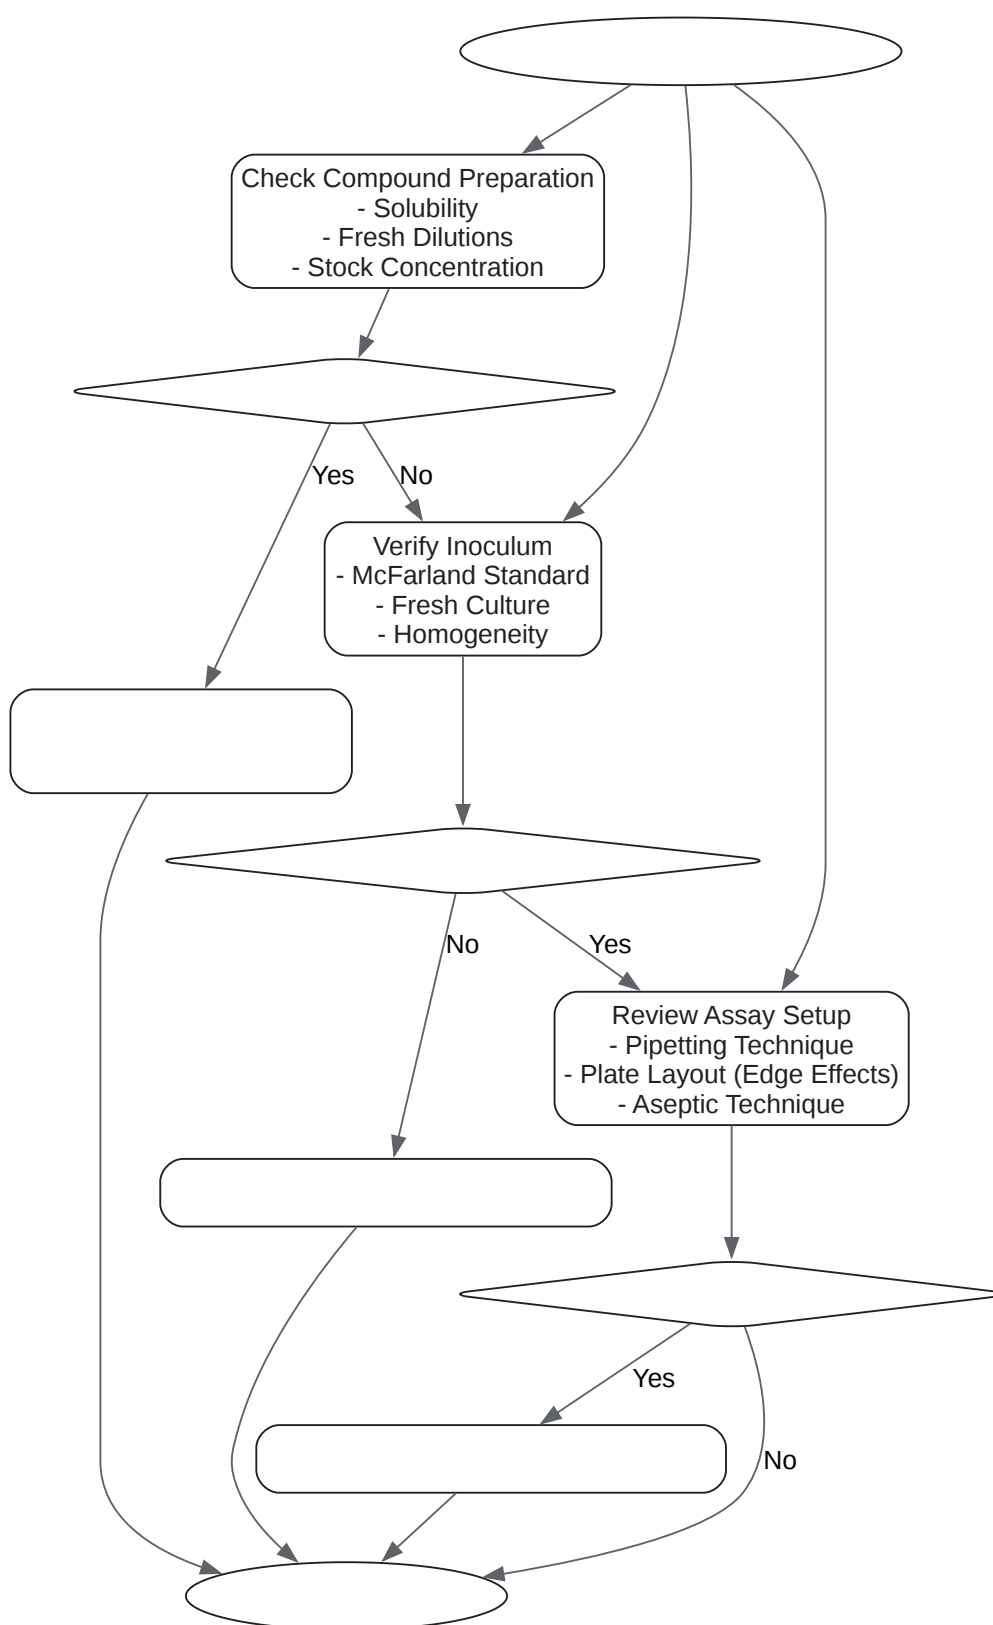 Check Compound Preparation
- Solubility
- Fresh Dilutions
- Stock Concentration
Yes
No
Verify Inoculum
- McFarland Standard
- Fresh Culture
- Homogeneity
No
Yes
Review Assay Setup
- Pipetting Technique
- Plate Layout (Edge Effects)
- Aseptic Technique
Yes
No